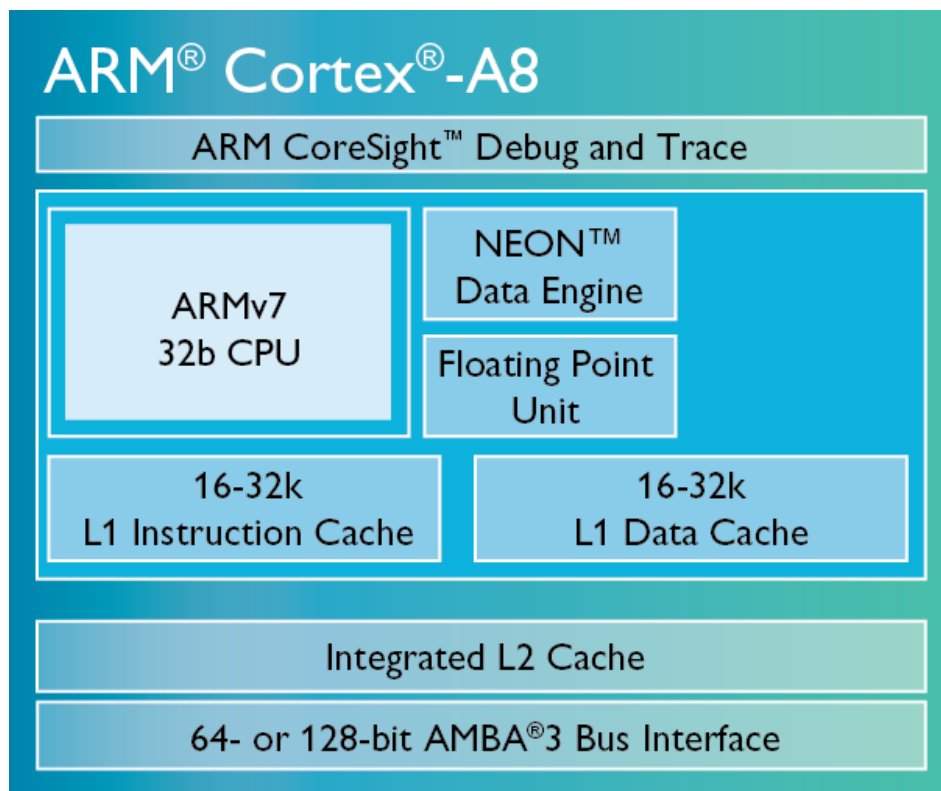 ARM® Cortex®-A8
ARM CoreSight™ Debug and Trace
ARMv7
32b CPU
NEON™
Data Engine
Floating Point
Unit
16-32k
L1 Instruction Cache
16-32k
L1 Data Cache
Integrated L2 Cache
64- or 128-bit AMBA®3 Bus Interface